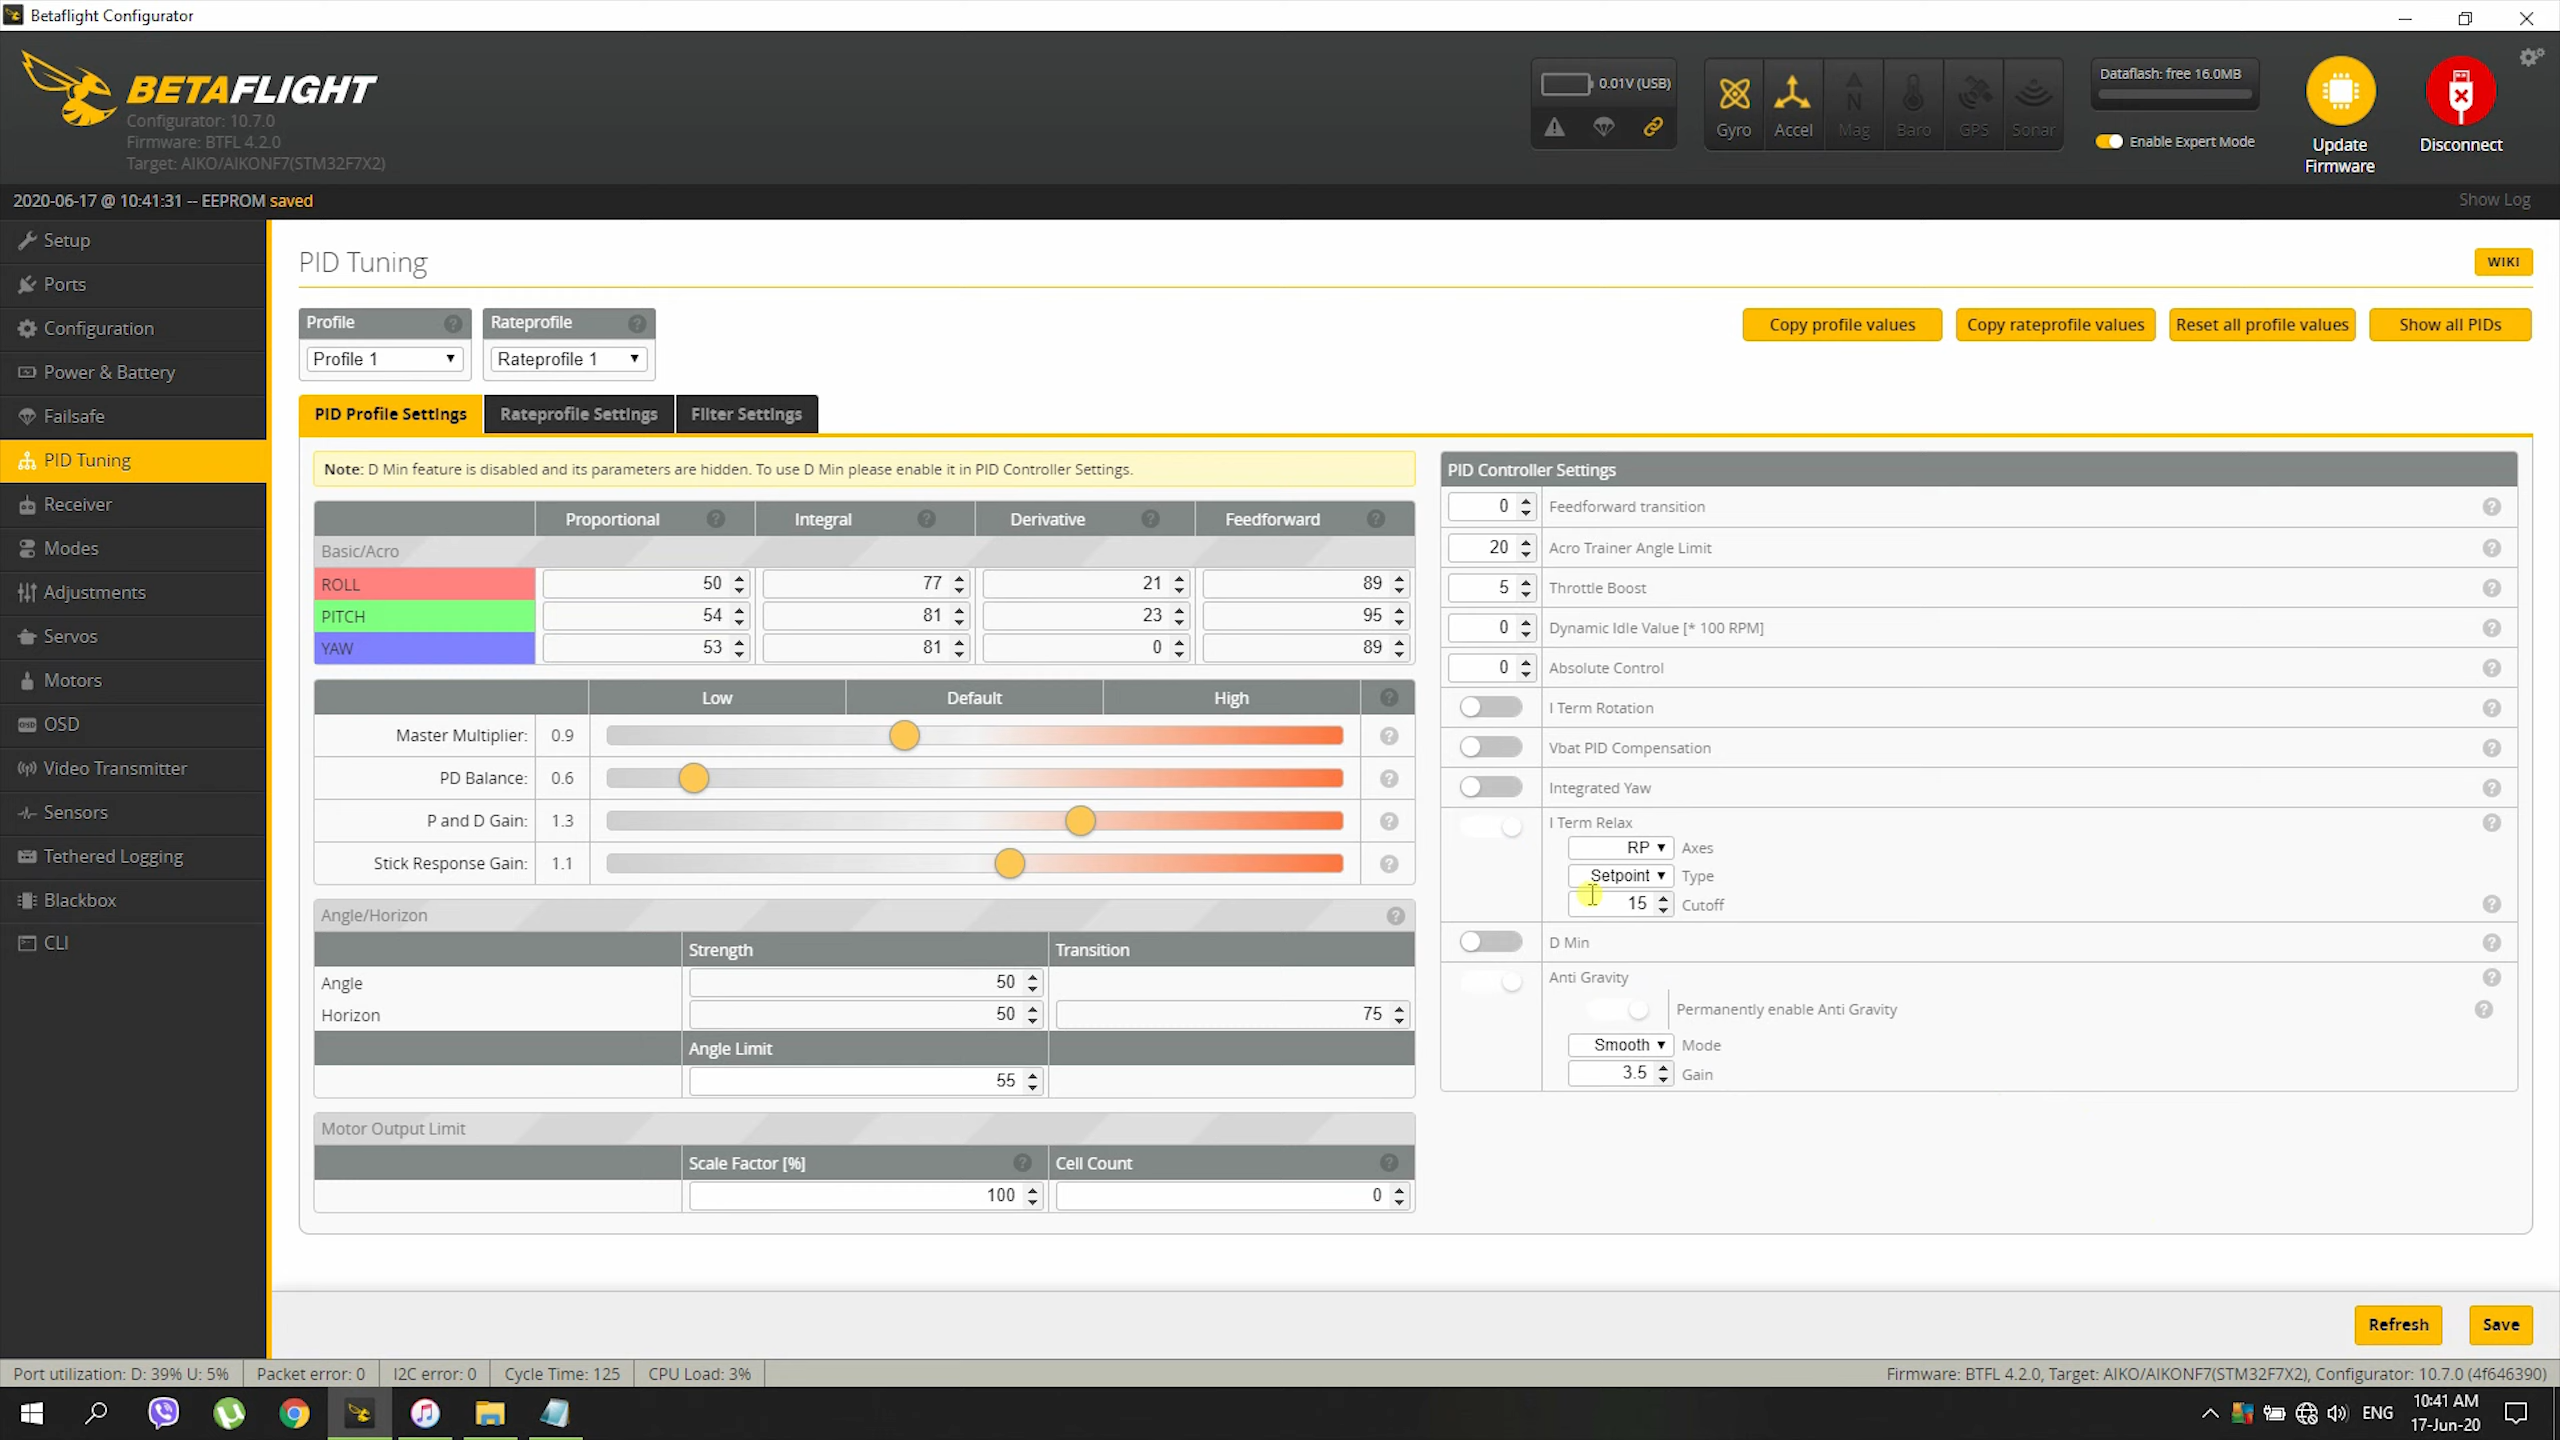 Betaflight Configurator
BETAFLIGHT
Configurator: 10.7.0
Firmware: BTFL 4.2.0
Target: AIKO/AIKONF7(STM32F7X2)
0.01V (USB)
Gyro Accel Mag Baro GPS Sonar
Dataflash: free 16.0MB
Enable Expert Mode
Update
Firmware
Disconnect
2020-06-17 @ 10:41:31 -- EEPROM saved
Show Log
Setup
Ports
Configuration
Power & Battery
Failsafe
PID Tuning
Receiver
Modes
Adjustments
Servos
Motors
OSD
Video Transmitter
Sensors
Tethered Logging
Blackbox
CLI
PID Tuning
WIKI
Profile
Profile 1
Rateprofile
Rateprofile 1
Copy profile values
Copy rateprofile values
Reset all profile values
Show all PIDs
PID Profile Settings
Rateprofile Settings
Filter Settings
Note: D Min feature is disabled and its parameters are hidden. To use D Min please enable it in PID Controller Settings.
Proportional Integral Derivative Feedforward
Basic/Acro
ROLL 50 77 21 89
PITCH 54 81 23 95
YAW 53 81 0 89
Low Default High
Master Multiplier: 0.9
PD Balance: 0.6
P and D Gain: 1.3
Stick Response Gain: 1.1
Angle/Horizon
Strength Transition
Angle 50
Horizon 50 75
Angle Limit
55
Motor Output Limit
Scale Factor [%] Cell Count
100 0
PID Controller Settings
0 Feedforward transition
20 Acro Trainer Angle Limit
5 Throttle Boost
0 Dynamic Idle Value [* 100 RPM]
0 Absolute Control
I Term Rotation
Vbat PID Compensation
Integrated Yaw
I Term Relax
RP Axes
Setpoint Type
15 Cutoff
D Min
Anti Gravity
Permanently enable Anti Gravity
Smooth Mode
3.5 Gain
Refresh
Save
Port utilization: D: 39% U: 5% Packet error: 0 I2C error: 0 Cycle Time: 125 CPU Load: 3%
Firmware: BTFL 4.2.0, Target: AIKO/AIKONF7(STM32F7X2), Configurator: 10.7.0 (4f646390)
ENG
10:41 AM
17-Jun-20